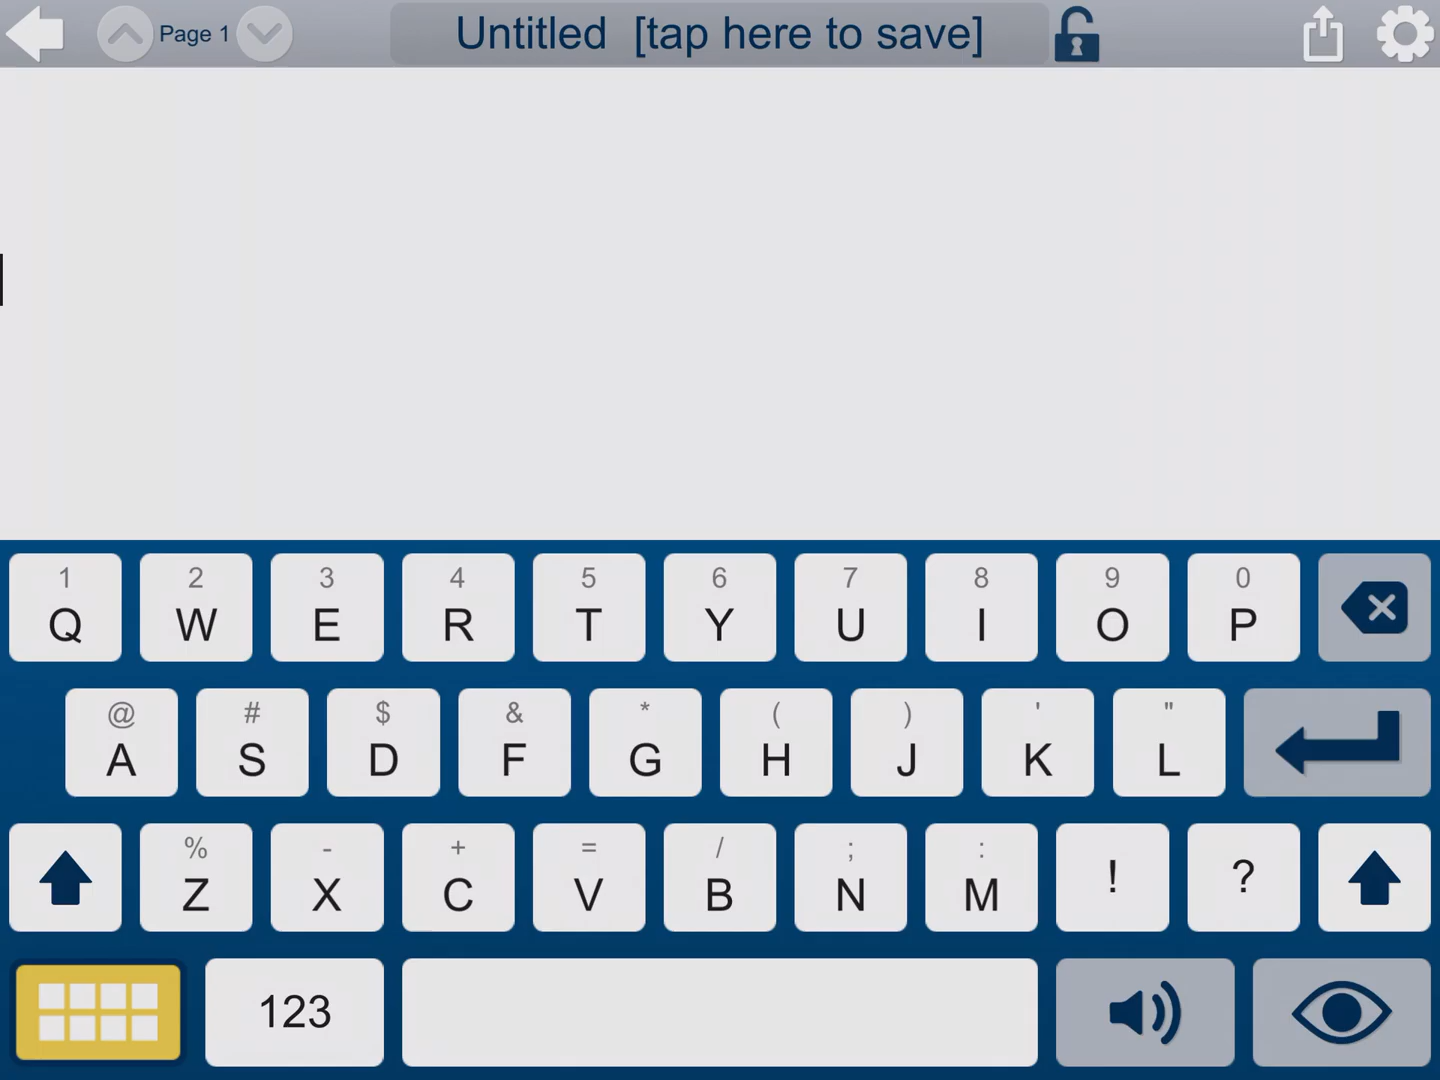 Page 1
Untitled [tap here to save]
1 2 3 4 5 6 7 8 9 0
Q W E R T Y U I O P
@ # $ & * ( ) ' "
A S D F G H J K L
% - + = / ; :
Z X C V B N M ! ?
123